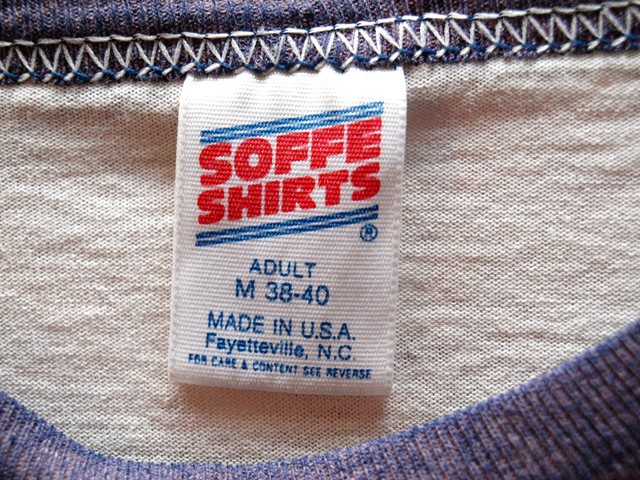 SOFFE
SHIRTS
®
ADULT
M 38-40
MADE IN U.S.A.
Fayetteville, N.C.
FOR CARE & CONTENT SEE REVERSE